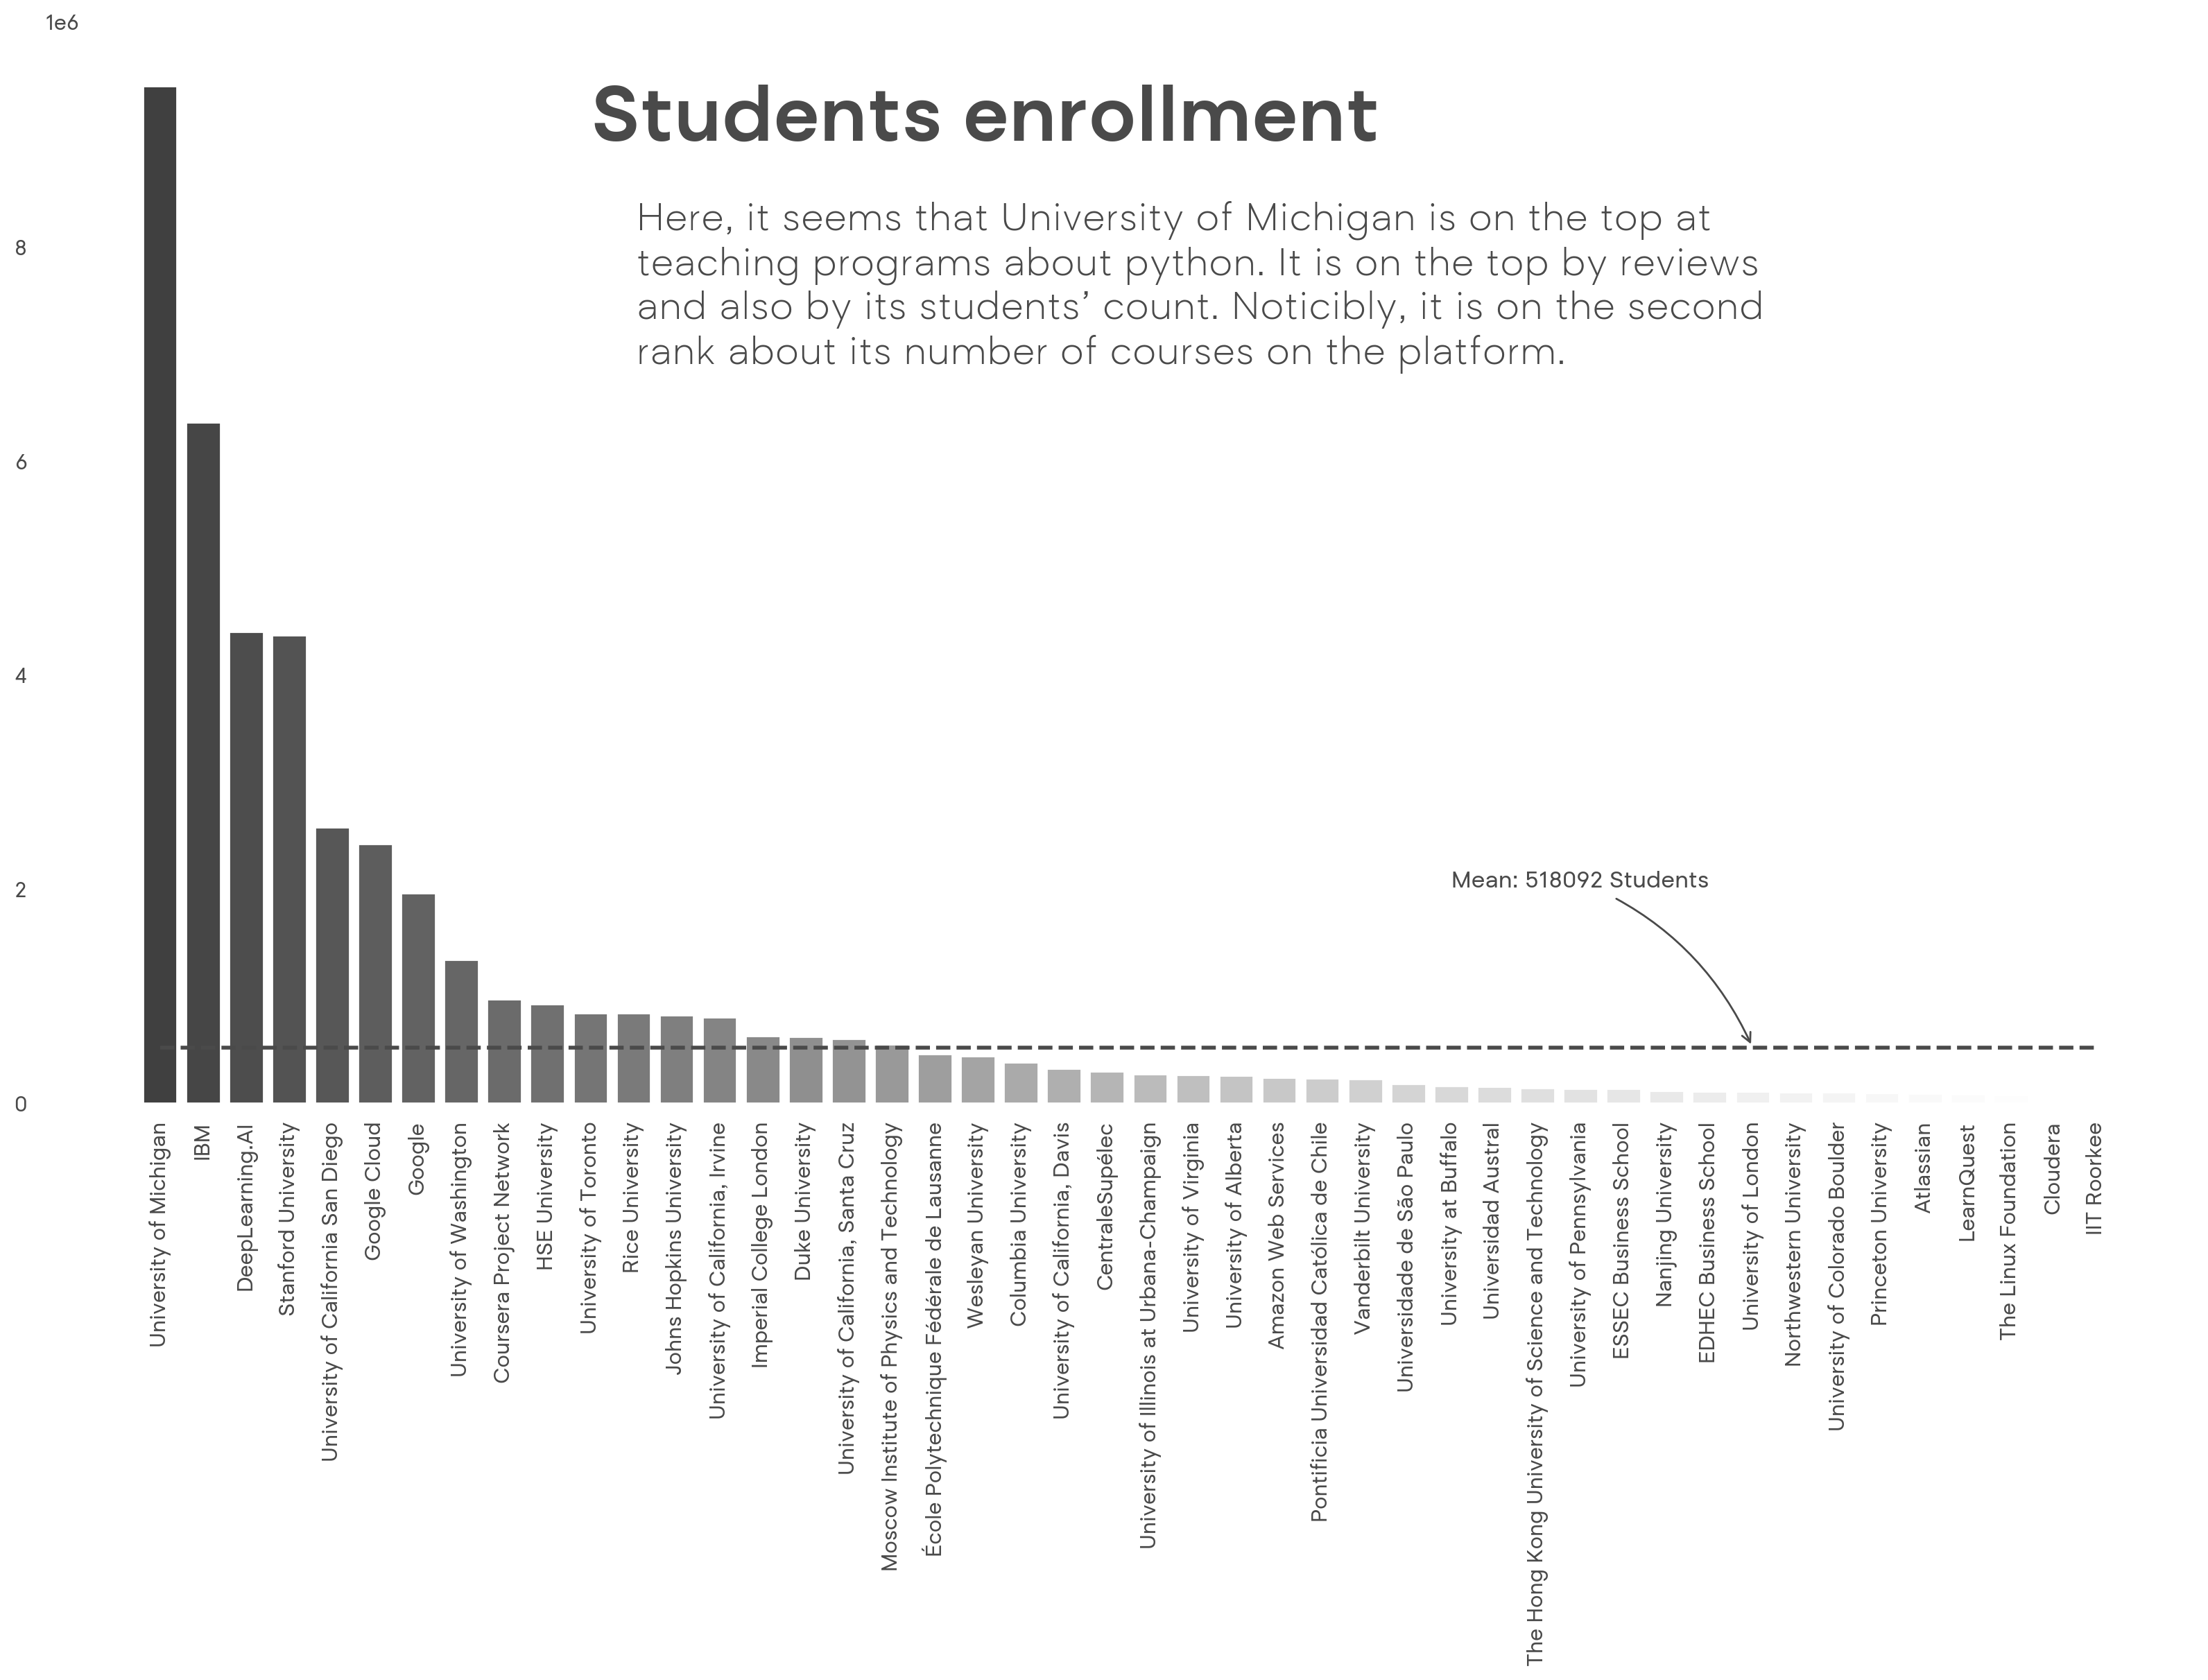 1e6
Students enrollment
Here, it seems that University of Michigan is on the top at
teaching programs about python. It is on the top by reviews
and also by its students’ count. Noticibly, it is on the second
rank about its number of courses on the platform.
8
6
4
2
0
Mean: 518092 Students
University of Michigan
IBM
DeepLearning.AI
Stanford University
University of California San Diego
Google Cloud
Google
University of Washington
Coursera Project Network
HSE University
University of Toronto
Rice University
Johns Hopkins University
University of California, Irvine
Imperial College London
Duke University
University of California, Santa Cruz
Moscow Institute of Physics and Technology
École Polytechnique Fédérale de Lausanne
Wesleyan University
Columbia University
University of California, Davis
CentraleSupélec
University of Illinois at Urbana-Champaign
University of Virginia
University of Alberta
Amazon Web Services
Pontificia Universidad Católica de Chile
Vanderbilt University
Universidade de São Paulo
University at Buffalo
Universidad Austral
The Hong Kong University of Science and Technology
University of Pennsylvania
ESSEC Business School
Nanjing University
EDHEC Business School
University of London
Northwestern University
University of Colorado Boulder
Princeton University
Atlassian
LearnQuest
The Linux Foundation
Cloudera
IIT Roorkee